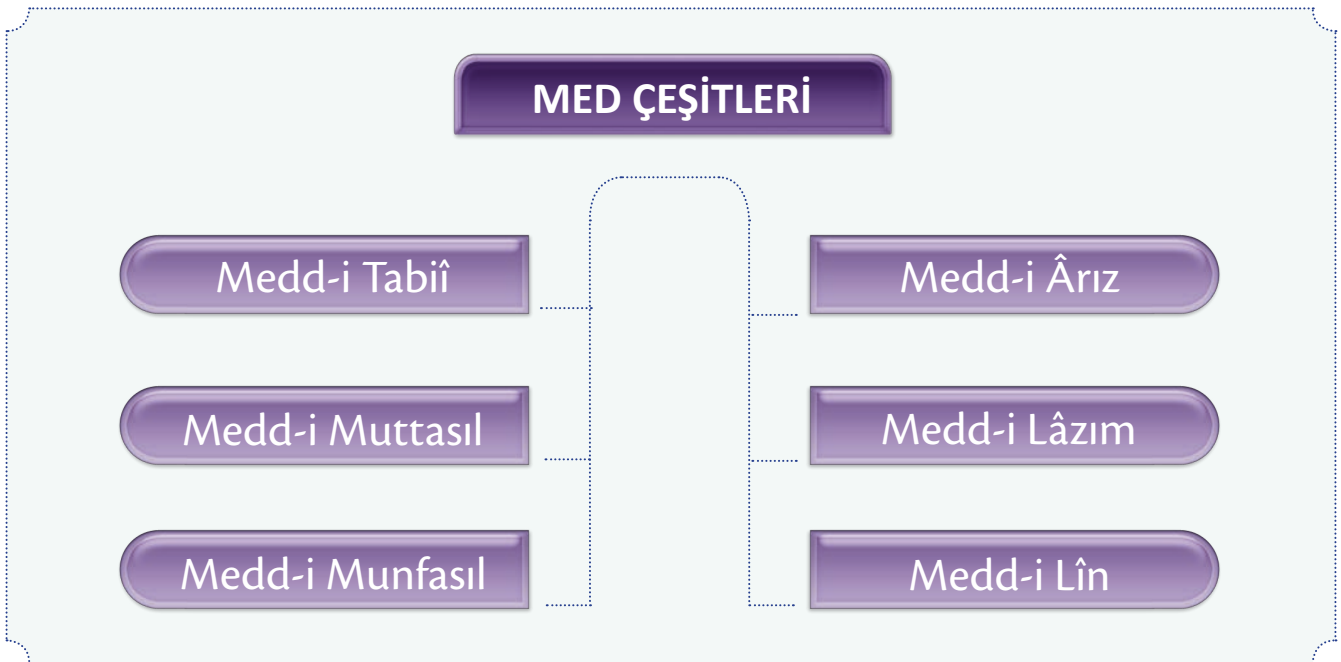 MED ÇEŞİTLERİ
Medd-i Tabiî
Medd-i Muttasıl
Medd-i Munfasıl
Medd-i Ârız
Medd-i Lâzım
Medd-i Lîn